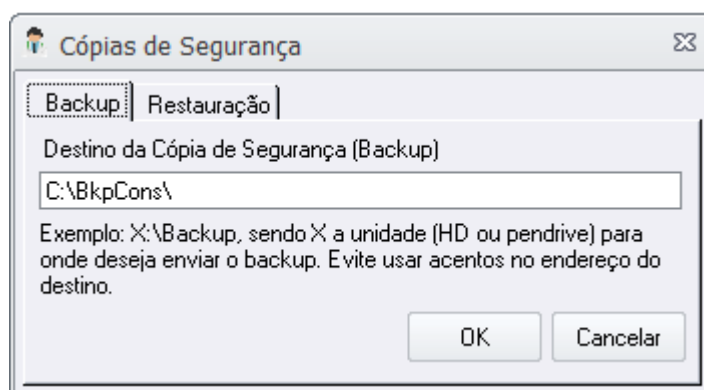 Cópias de Segurança
Backup Restauração
Destino da Cópia de Segurança (Backup)
C:\BkpCons\
Exemplo: X:\Backup, sendo X a unidade (HD ou pendrive) para
onde deseja enviar o backup. Evite usar acentos no endereço do
destino.
OK Cancelar